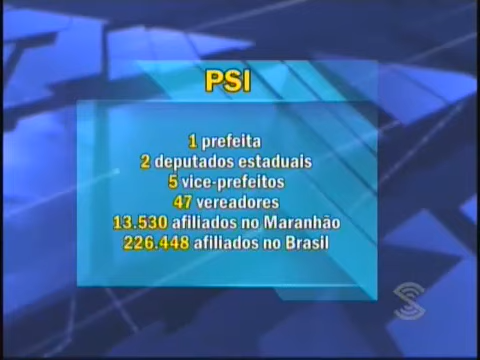 PSI
1 prefeita
2 deputados estaduais
5 vice-prefeitos
47 vereadores
13.530 afiliados no Maranhão
226.448 afiliados no Brasil